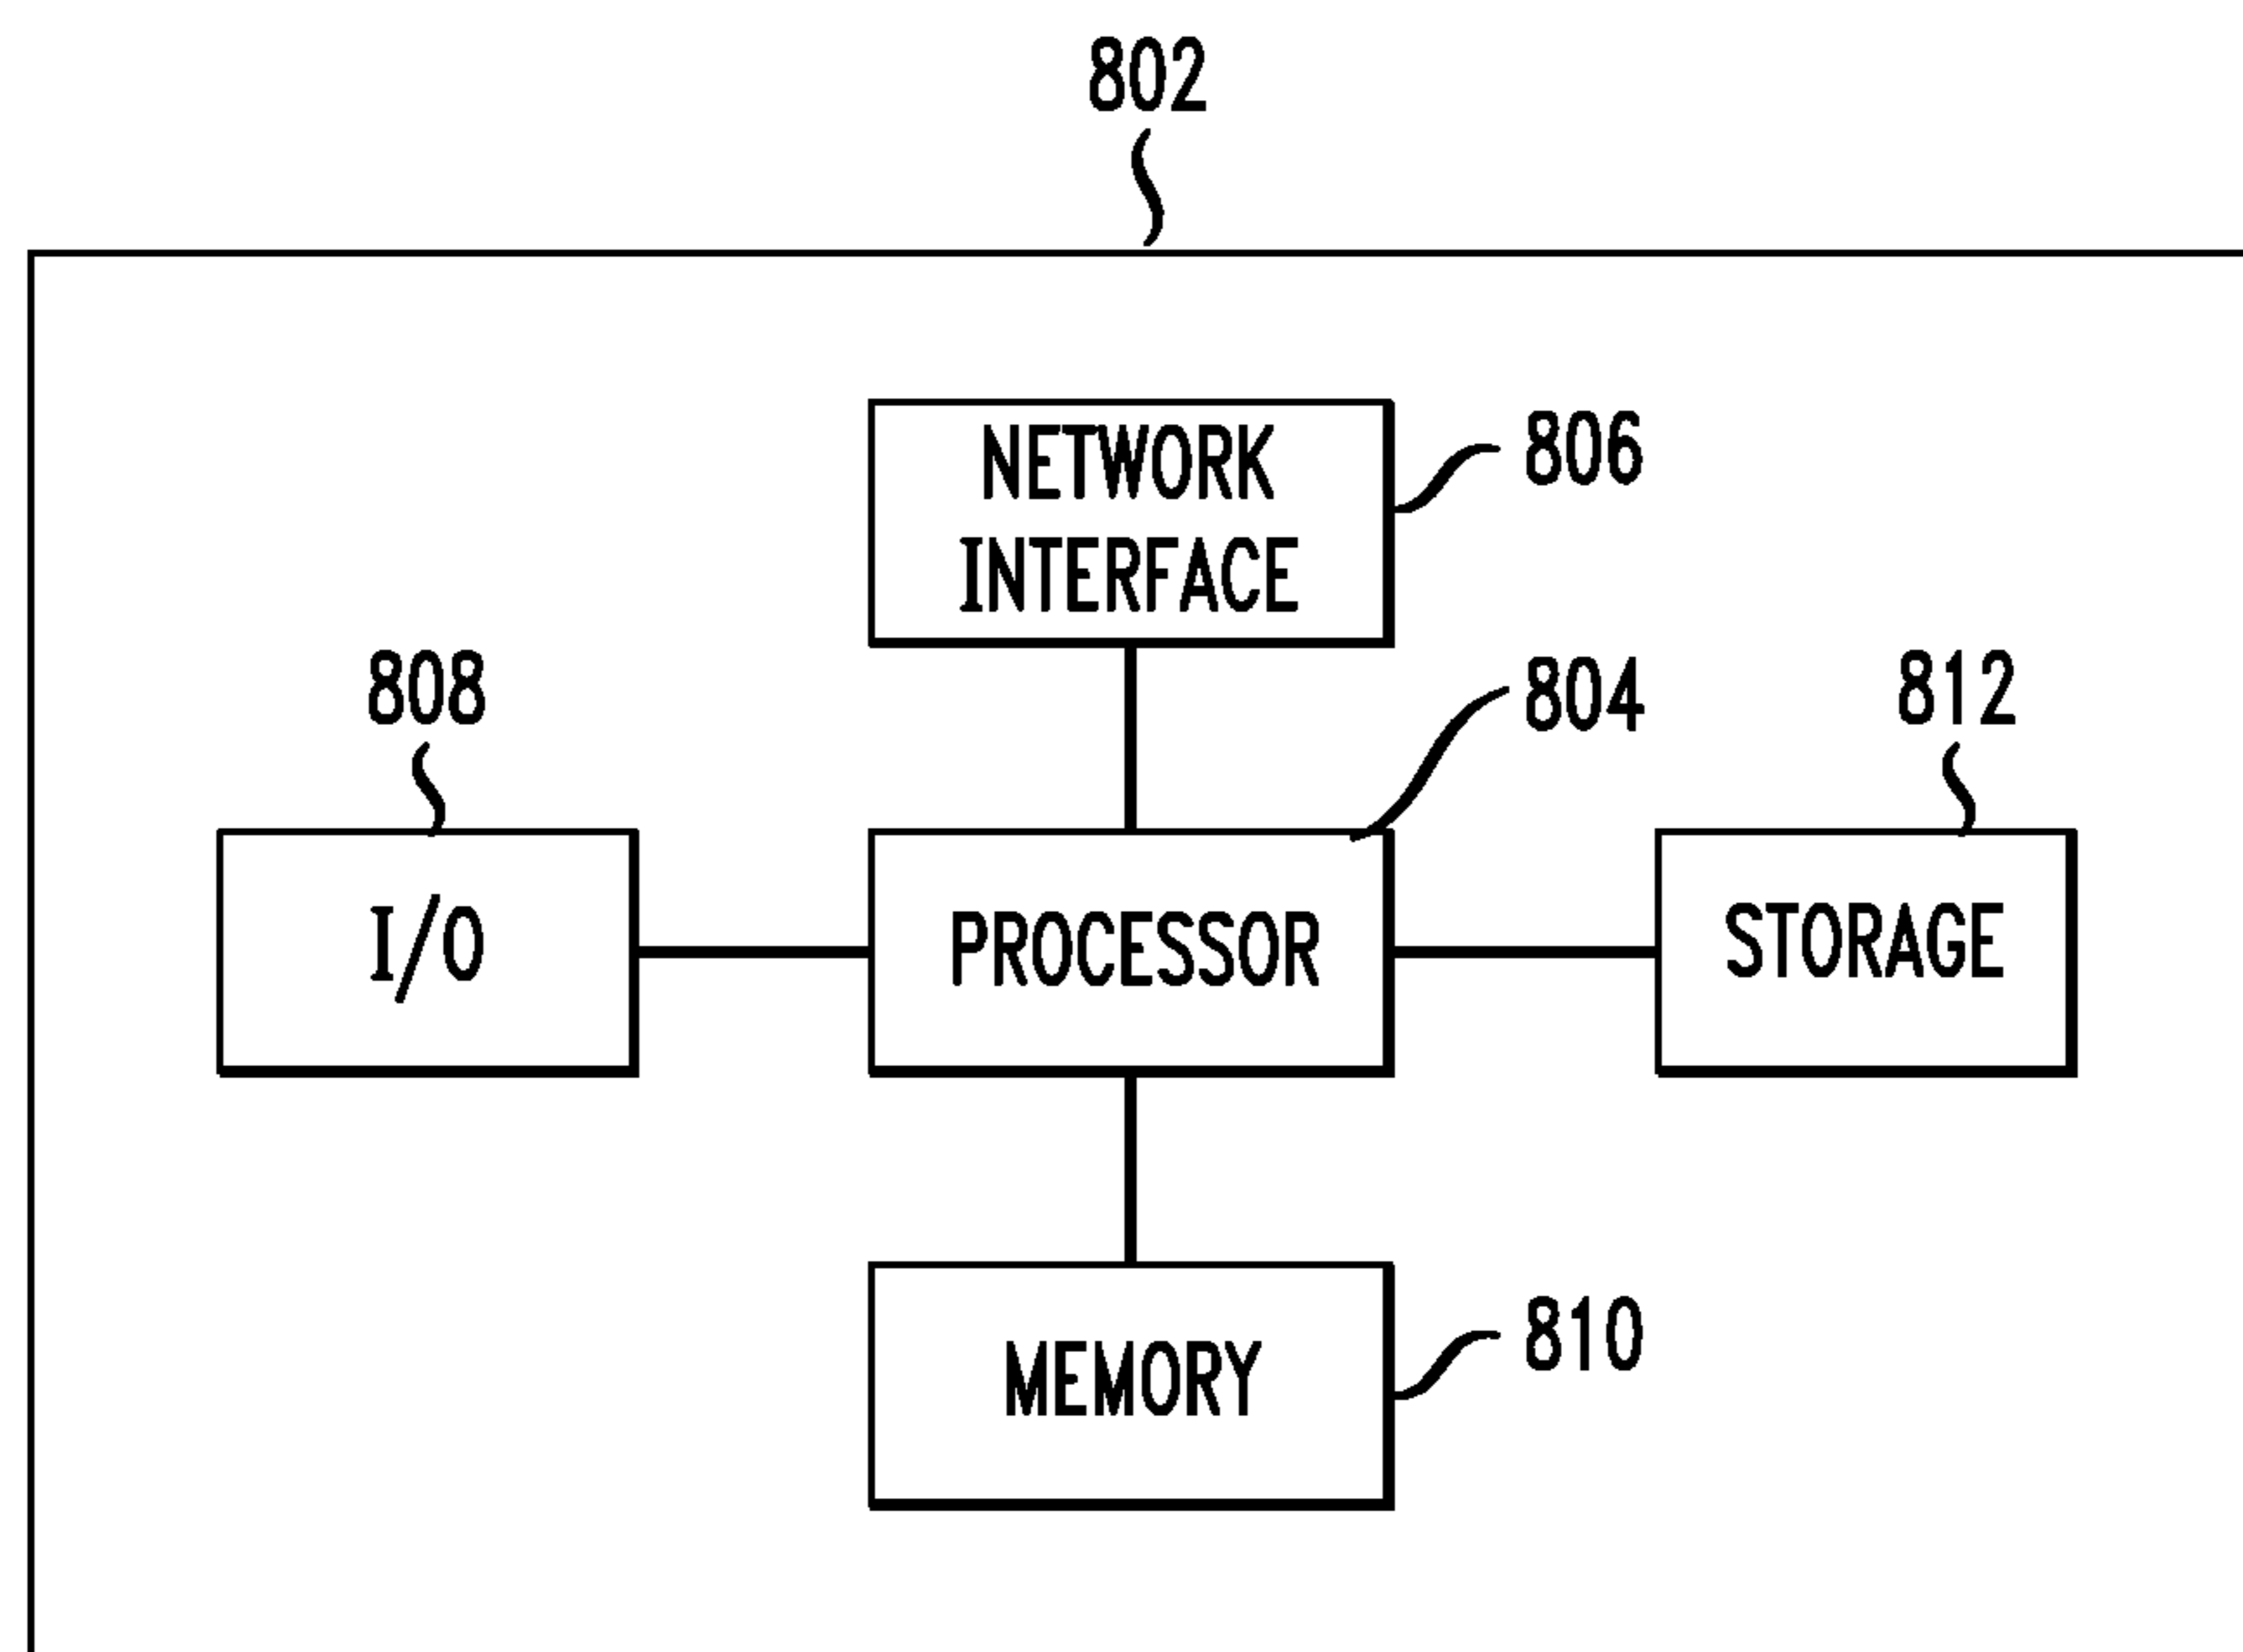 802
NETWORK
INTERFACE
806
808
804
812
I/O
PROCESSOR
STORAGE
MEMORY
810